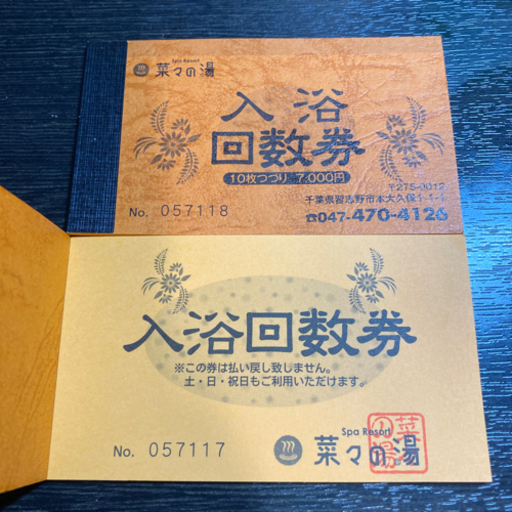 Spa Resort
菜々の湯
入浴
回数券
10枚つづり 7,000円
〒275-0012
千葉県習志野市本大久保1-1-1
No. 057118
☎047-470-4126
入浴回数券
※この券は払い戻し致しません。
土・日・祝日もご利用いただけます。
No. 057117
Spa Resort
菜々の湯